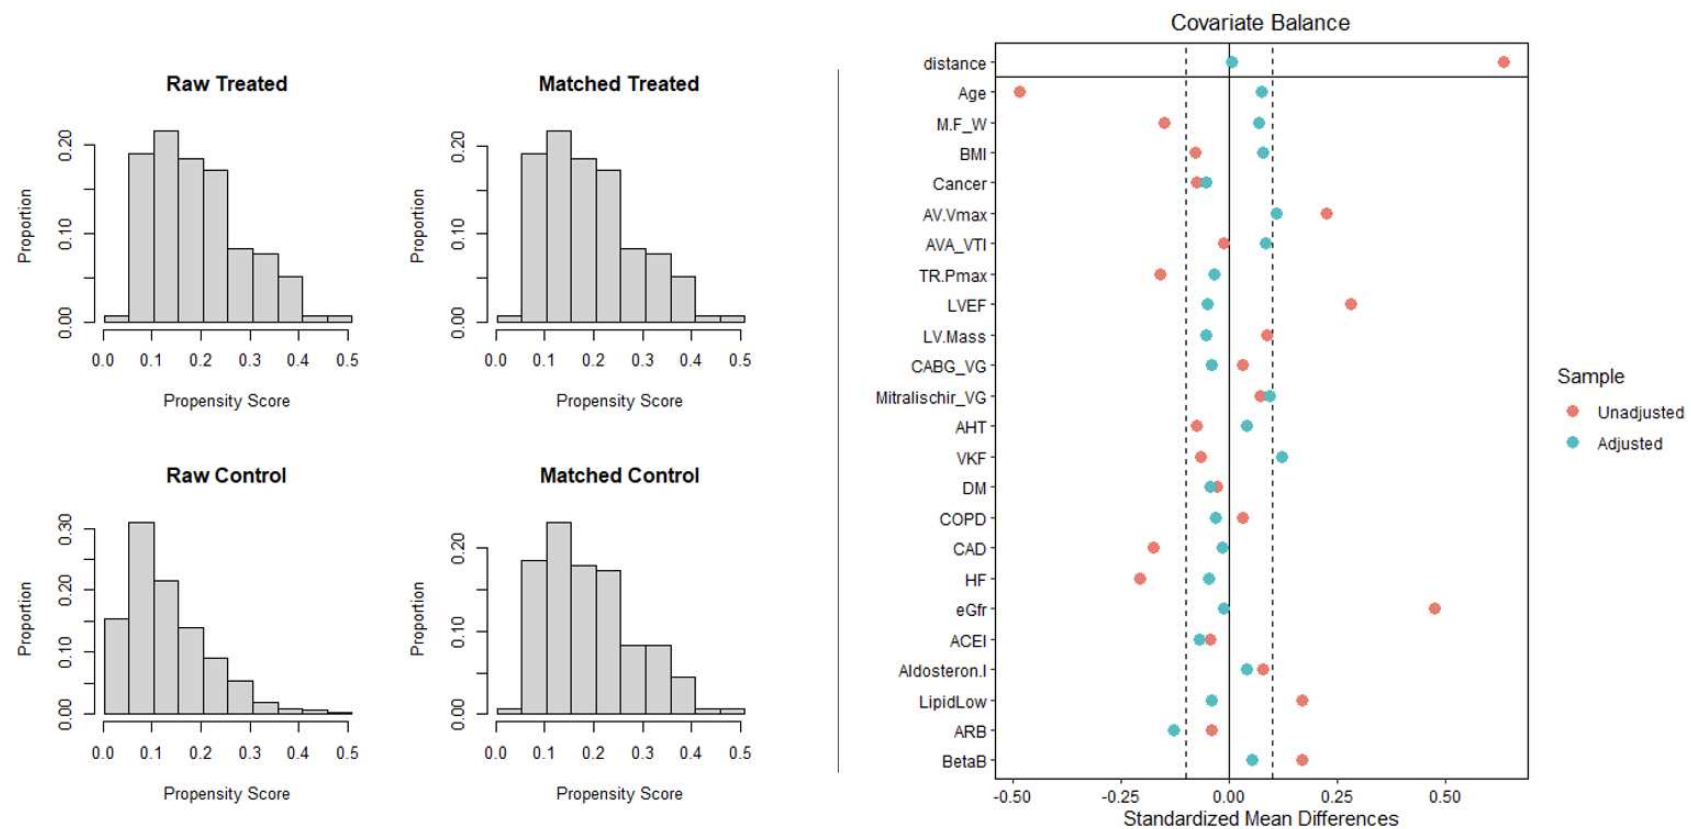 Raw Treated
Proportion
0.00 0.10 0.20
0.0 0.1 0.2 0.3 0.4 0.5
Propensity Score
Matched Treated
Proportion
0.00 0.10 0.20
0.0 0.1 0.2 0.3 0.4 0.5
Propensity Score
Raw Control
Proportion
0.00 0.10 0.20 0.30
0.0 0.1 0.2 0.3 0.4 0.5
Propensity Score
Matched Control
Proportion
0.00 0.10 0.20
0.0 0.1 0.2 0.3 0.4 0.5
Propensity Score
Covariate Balance
distance
Age
M.F_W
BMI
Cancer
AV.Vmax
AVA_VTI
TR.Pmax
LVEF
LV.Mass
CABG_VG
Mitralischir_VG
AHT
VKF
DM
COPD
CAD
HF
eGfr
ACEI
Aldosteron.I
LipidLow
ARB
BetaB
-0.50 -0.25 0.00 0.25 0.50
Standardized Mean Differences
Sample
Unadjusted
Adjusted